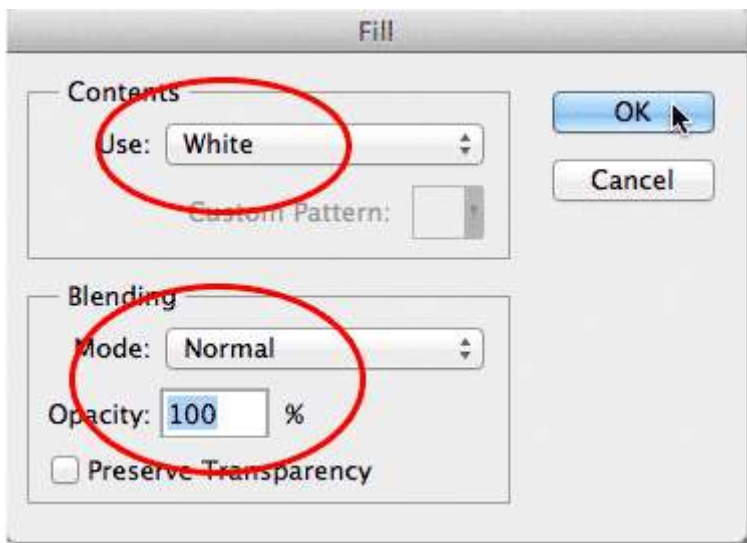 Fill
Contents
Use: White
Custom Pattern:
OK
Cancel
Blending
Mode: Normal
Opacity: 100 %
Preserve Transparency